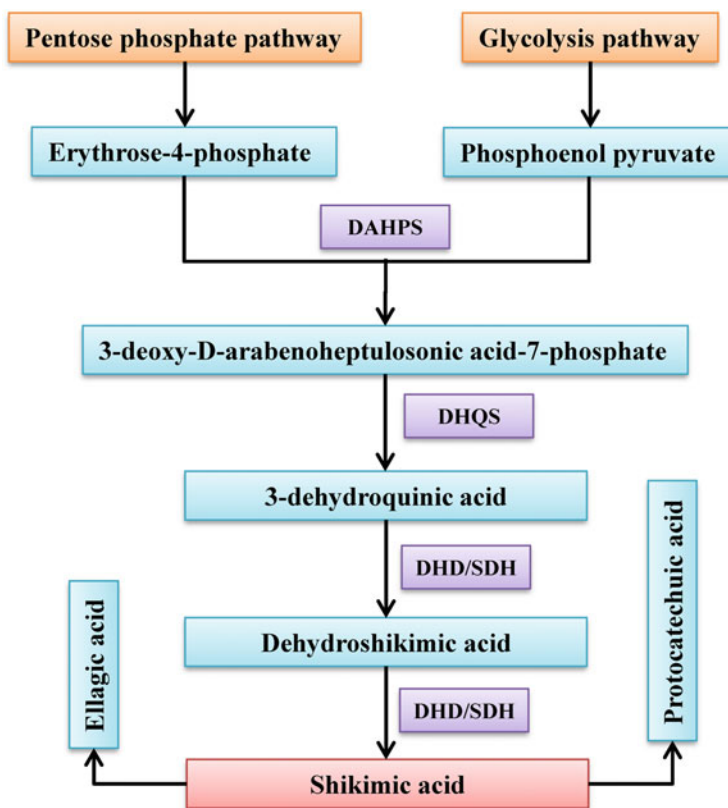 Pentose phosphate pathway
Glycolysis pathway
Erythrose-4-phosphate
Phosphoenol pyruvate
DAHPS
3-deoxy-D-arabenoheptulosonic acid-7-phosphate
DHQS
3-dehydroquinic acid
DHD/SDH
Dehydroshikimic acid
DHD/SDH
Ellagic acid
Protocatechuic acid
Shikimic acid